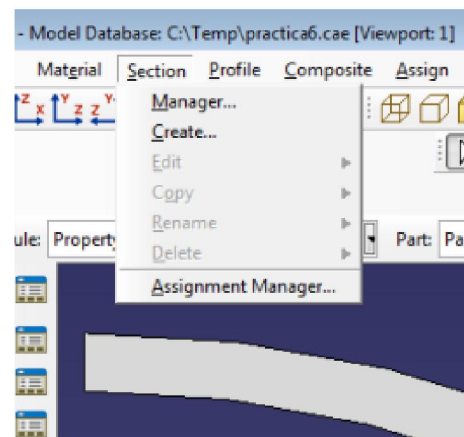 - Model Database: C:\Temp\practica6.cae [Viewport: 1]
Material Section Profile Composite Assign
Z X Y Z Z Y
Manager...
Create...
Edit
Copy
Rename
Delete
Assignment Manager...
ule: Property Part: Pa